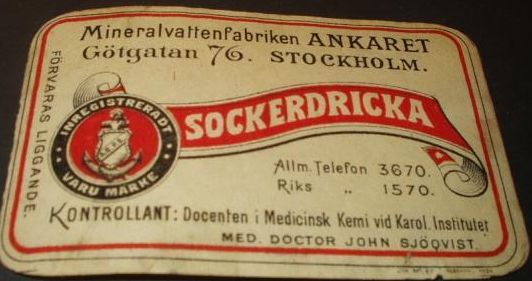 Mineralvattenfabriken ANKARET
Götgatan 76. STOCKHOLM.
FÖRVARAS LIGGANDE.
INREGISTRERADT
VARU MARKE
SOCKERDRICKA
Allm. Telefon 3670.
Riks „ 1570.
KONTROLLANT: Docenten i Medicinsk Kemi vid Karol. Institutet
MED. DOCTOR JOHN SJÖQVIST.